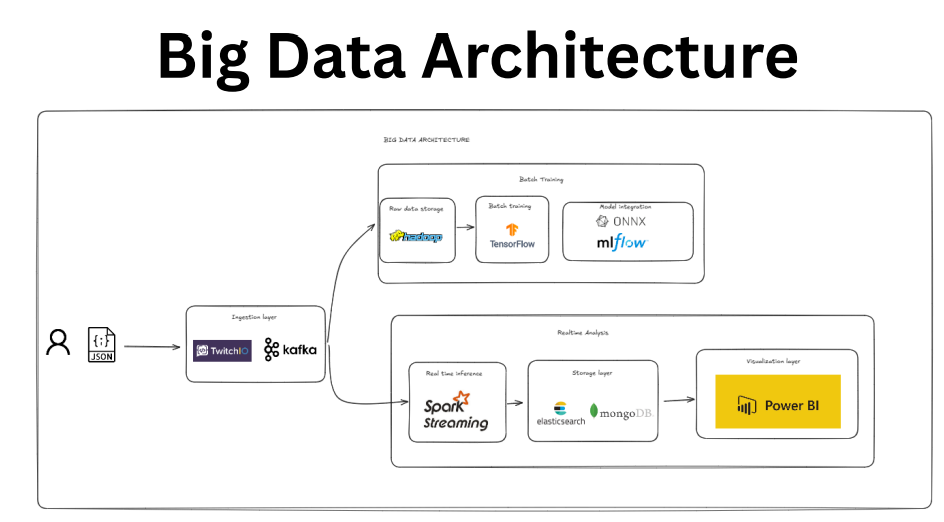 Big Data Architecture
BIG DATA ARCHITECTURE
Batch Training
Raw data storage
hadoop
Batch training
TensorFlow
Model integration
ONNX
mlflow
{;}
JSON
Ingestion layer
TwitchIO
kafka
Realtime Analysis
Real time inference
Spark
Streaming
Storage layer
elasticsearch
mongoDB
Visualization layer
Power BI